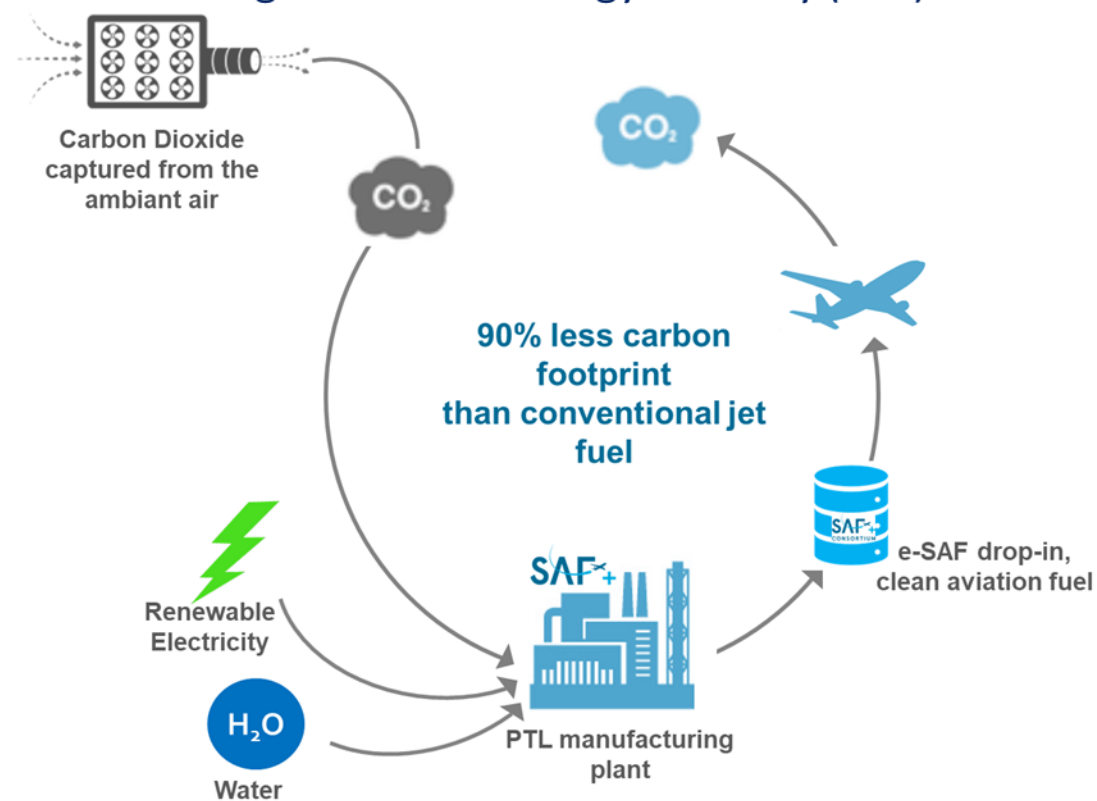 Carbon Dioxide
captured from the
ambiant air
CO₂
CO₂
90% less carbon
footprint
than conventional jet
fuel
SAF+
CONSORTIUM
e-SAF drop-in,
clean aviation fuel
Renewable
Electricity
SAF+
H₂O
Water
PTL manufacturing
plant